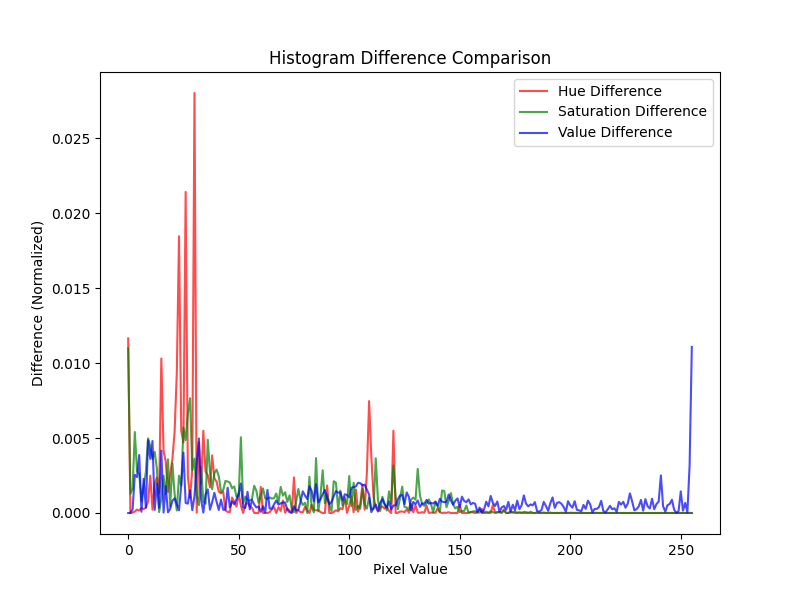 Histogram Difference Comparison
Hue Difference
Saturation Difference
Value Difference
Difference (Normalized)
0.025
0.020
0.015
0.010
0.005
0.000
0 50 100 150 200 250
Pixel Value